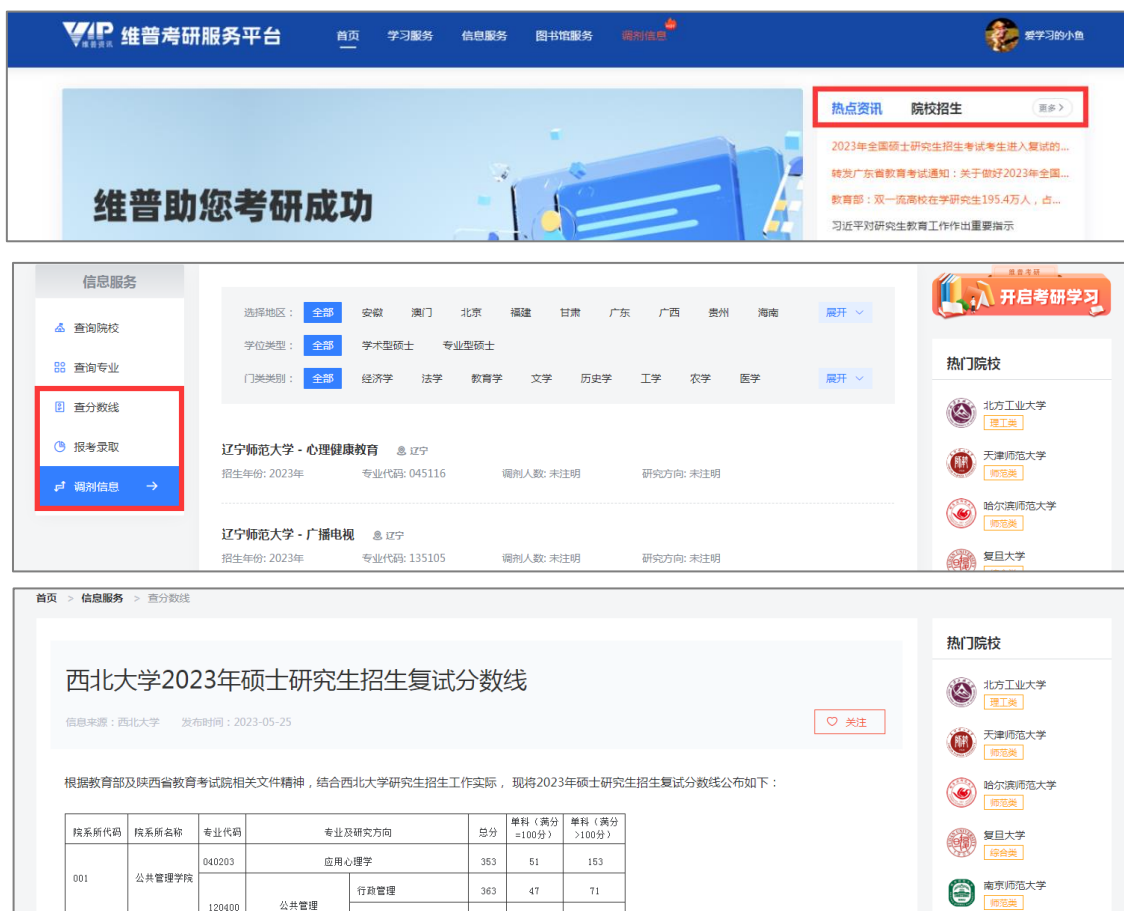 VIP 维普资讯 维普考研服务平台 首页 学习服务 信息服务 图书馆服务 调剂信息 爱学习的小鱼
热点资讯 院校招生 更多 >
2023年全国硕士研究生招生考试考生进入复试的...
转发广东省教育考试通知：关于做好2023年全国...
教育部：双一流高校在学研究生195.4万人，占...
习近平对研究生教育工作作出重要指示
维普助您考研成功
信息服务
查询院校
查询专业
查分数线
报考录取
调剂信息 →
选择地区： 全部 安徽 澳门 北京 福建 甘肃 广东 广西 贵州 海南 展开
学位类型： 全部 学术型硕士 专业型硕士
门类类别： 全部 经济学 法学 教育学 文学 历史学 工学 农学 医学 展开
辽宁师范大学 - 心理健康教育 辽宁
招生年份: 2023年 专业代码: 045116 调剂人数: 未注明 研究方向: 未注明
辽宁师范大学 - 广播电视 辽宁
招生年份: 2023年 专业代码: 135105 调剂人数: 未注明 研究方向: 未注明
维普考研
开启考研学习
热门院校
北方工业大学
理工类
天津师范大学
师范类
哈尔滨师范大学
师范类
复旦大学
首页 > 信息服务 > 查分数线
西北大学2023年硕士研究生招生复试分数线
信息来源：西北大学 发布时间：2023-05-25
关注
根据教育部及陕西省教育考试院相关文件精神，结合西北大学研究生招生工作实际，现将2023年硕士研究生招生复试分数线公布如下：
院系所代码 院系所名称 专业代码 专业及研究方向 总分 单科（满分=100分） 单科（满分>100分）
001 公共管理学院 040203 应用心理学 353 51 153
120400 公共管理 行政管理 363 47 71
热门院校
北方工业大学
理工类
天津师范大学
师范类
哈尔滨师范大学
师范类
复旦大学
综合类
南京师范大学
师范类